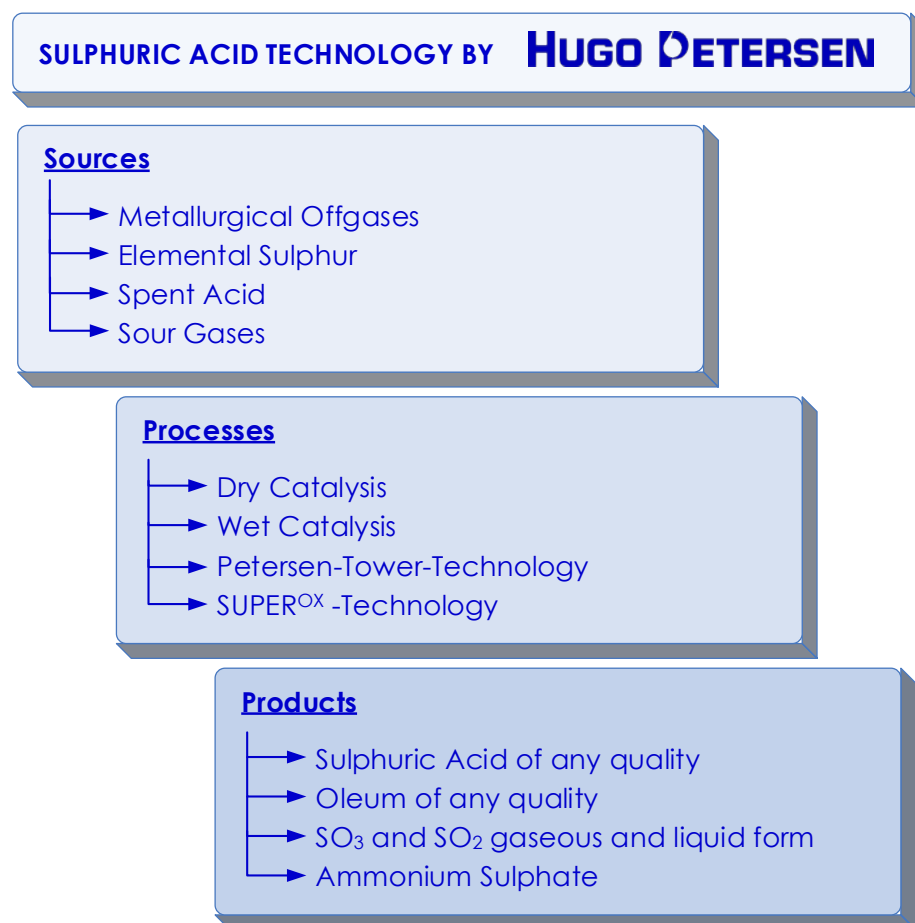 SULPHURIC ACID TECHNOLOGY BY HUGO PETERSEN
Sources
Metallurgical Offgases
Elemental Sulphur
Spent Acid
Sour Gases
Processes
Dry Catalysis
Wet Catalysis
Petersen-Tower-Technology
SUPEROX -Technology
Products
Sulphuric Acid of any quality
Oleum of any quality
SO3 and SO2 gaseous and liquid form
Ammonium Sulphate